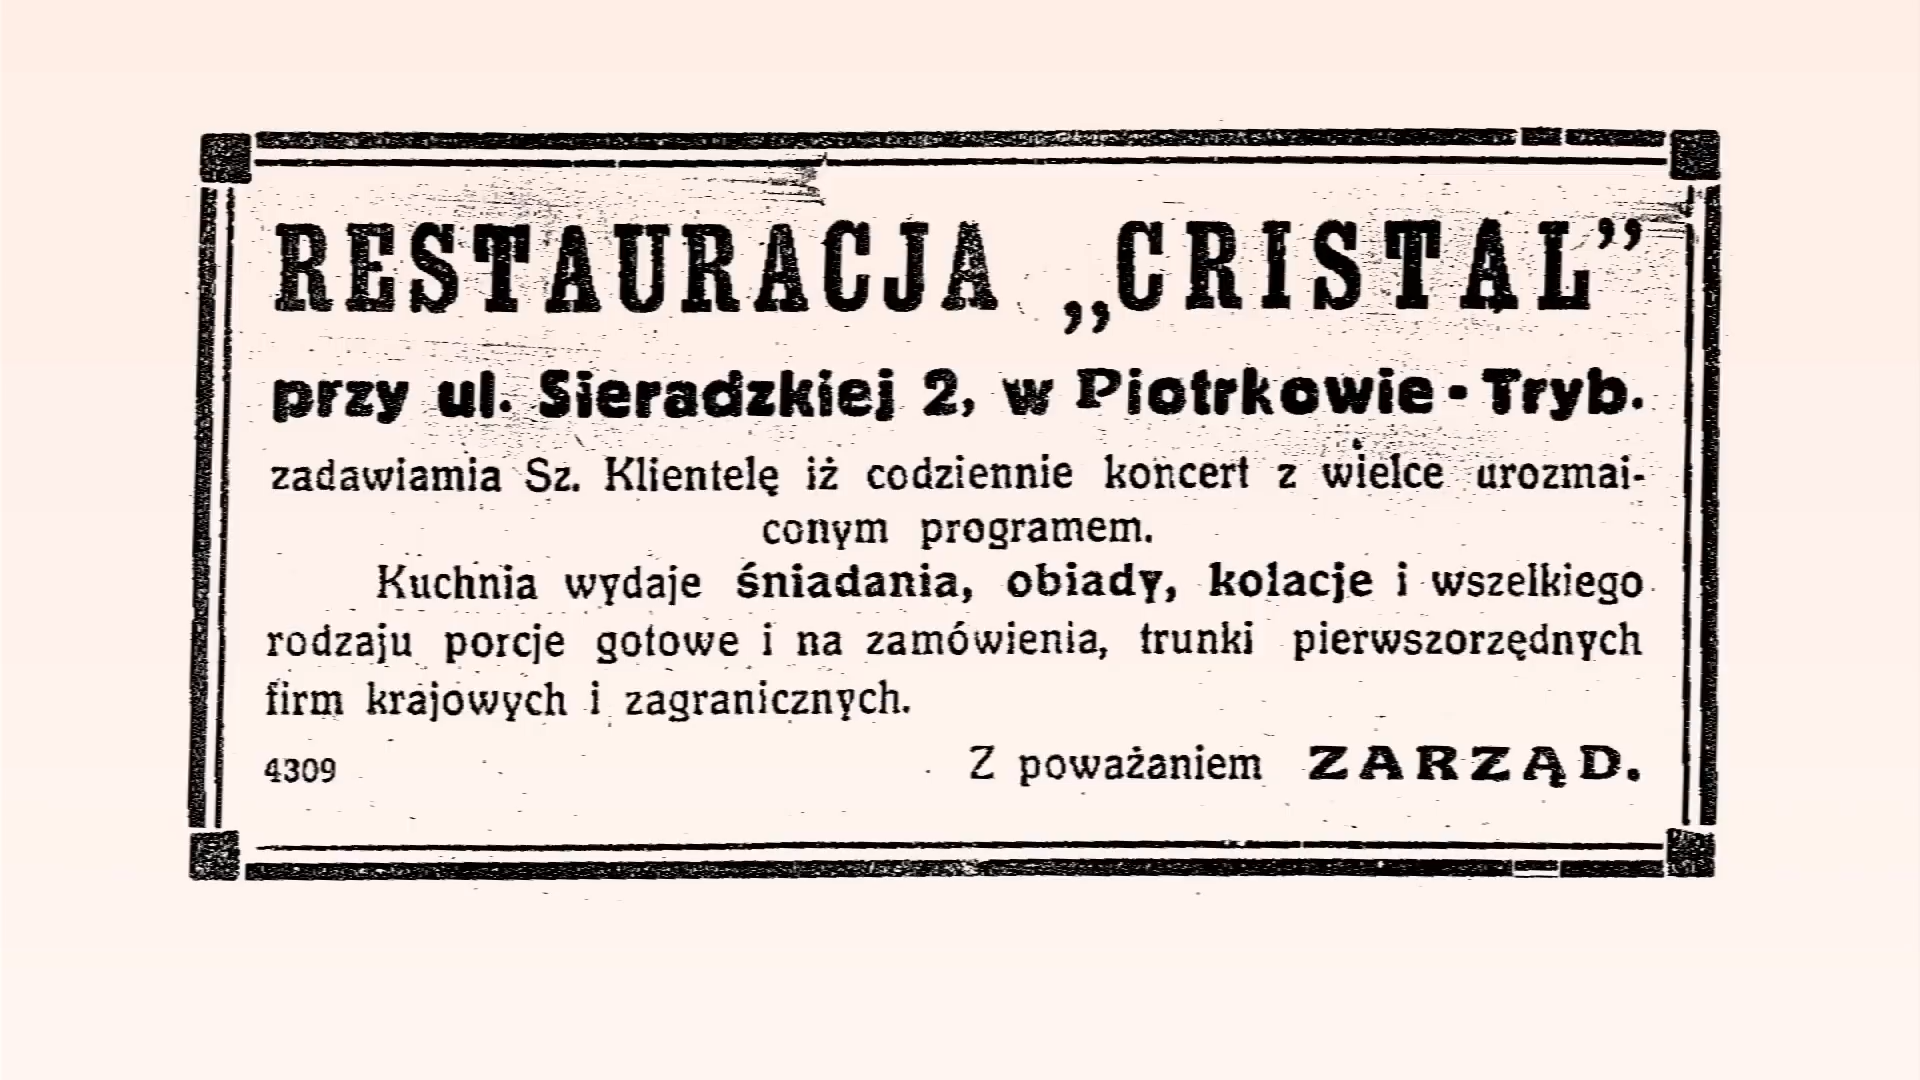 RESTAURACJA „CRISTAL”
przy ul. Sieradzkiej 2, w Piotrkowie - Tryb.
zadawiamia Sz. Klientelę iż codziennie koncert z wielce urozmai-
conym programem.
Kuchnia wydaje śniadania, obiady, kolacje i wszelkiego
rodzaju porcje gotowe i na zamówienia, trunki pierwszorzędnych
firm krajowych i zagranicznych.
4309 Z poważaniem ZARZĄD.